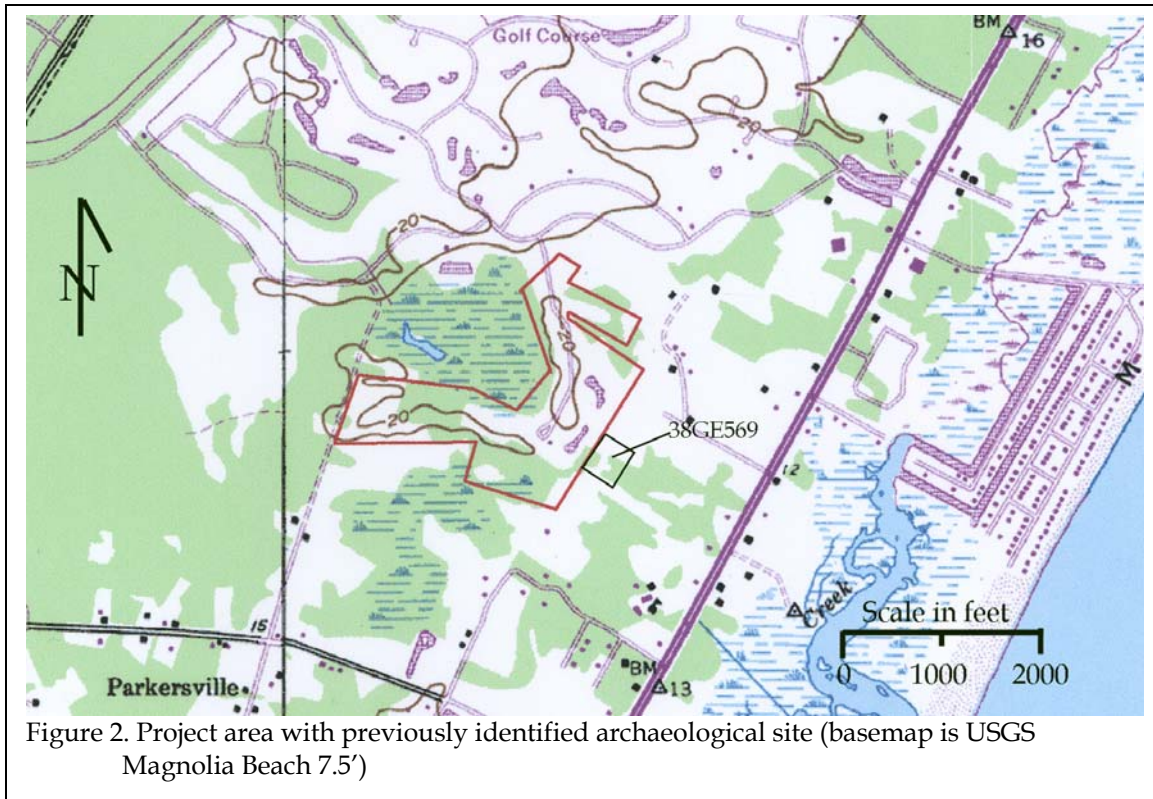 Golf Course
BM
16
20
20
20
N
20
38GE569
M
12
Creek
Scale in feet
0 1000 2000
15
BM
13
Parkersville
Figure 2. Project area with previously identified archaeological site (basemap is USGS
Magnolia Beach 7.5')